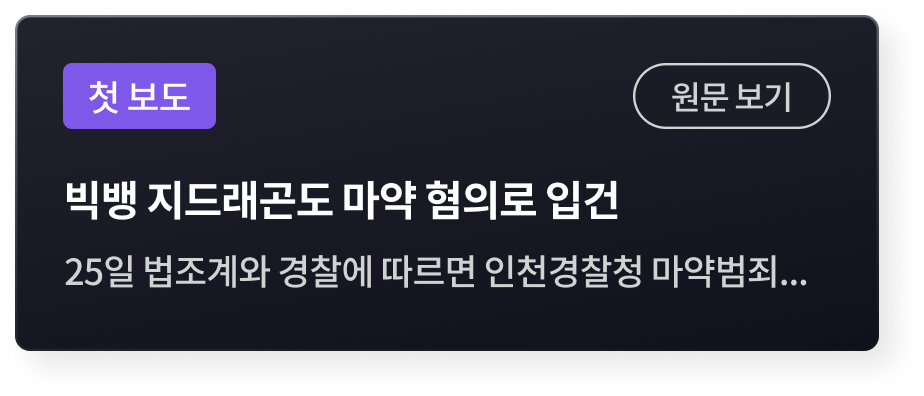 첫 보도
원문 보기
빅뱅 지드래곤도 마약 혐의로 입건
25일 법조계와 경찰에 따르면 인천경찰청 마약범죄...